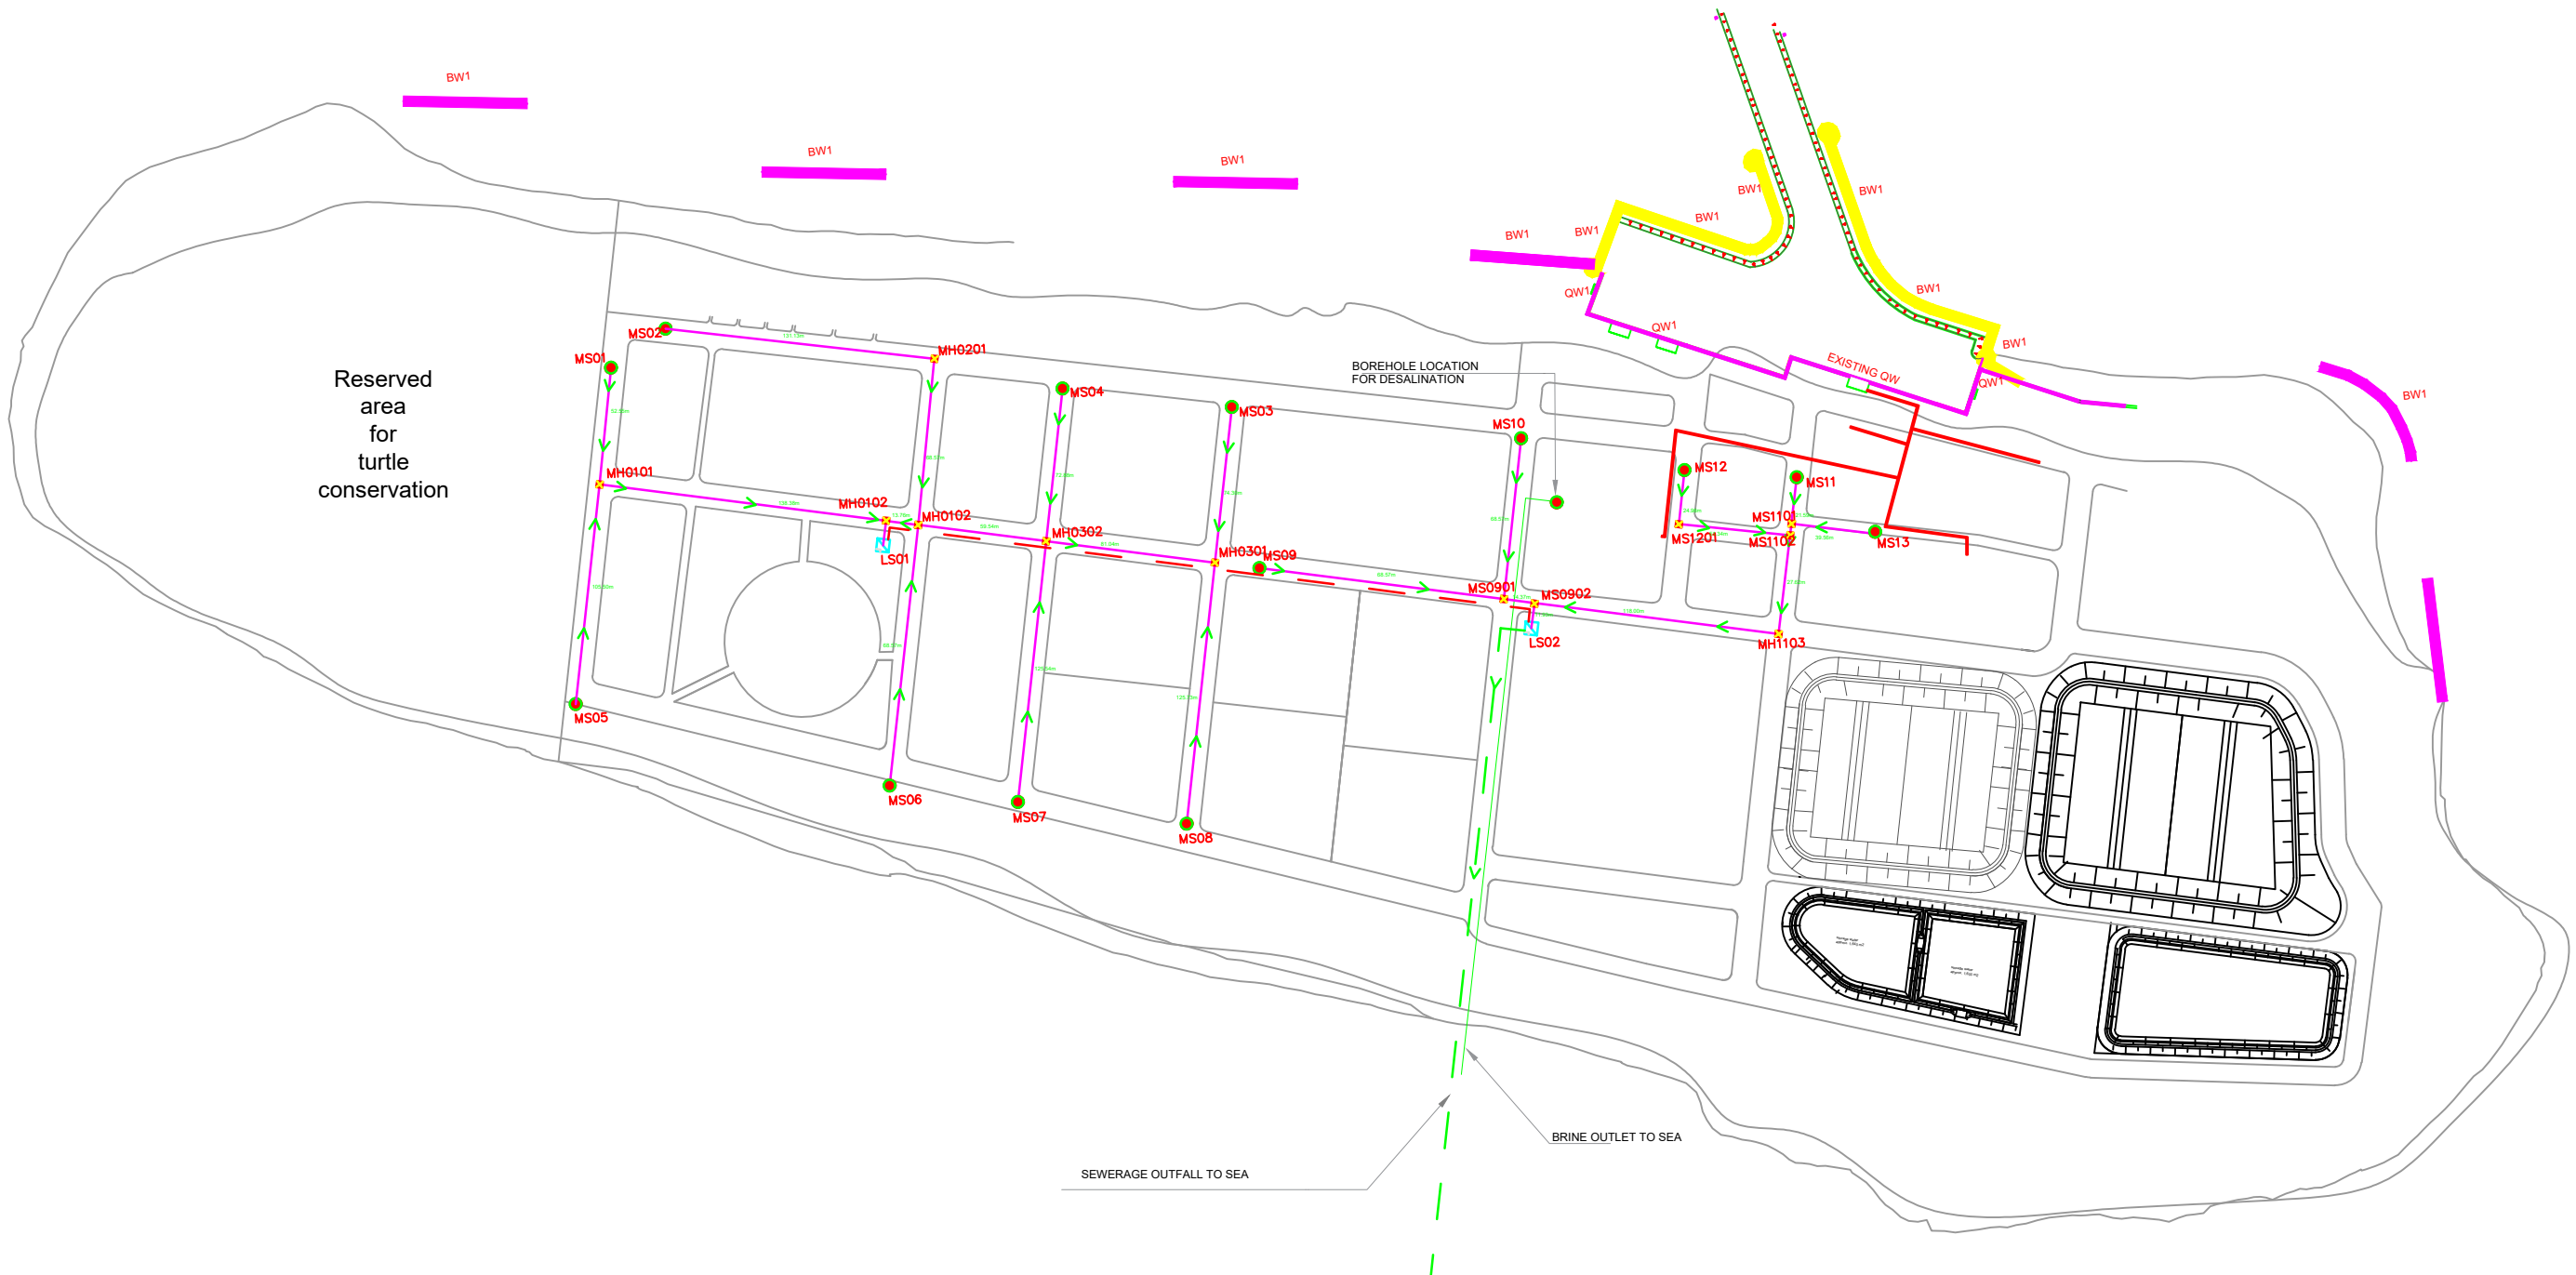 BW1
BW1
BW1
BW1
BW1
BW1
BW1
BW1
BW1
BW1
BW1
QW1
QW1
EXISTING QW
QW1
BOREHOLE LOCATION
FOR DESALINATION
Reserved
area
for
turtle
conservation
MS02
MS01
MH0201
MS04
MS03
MS10
MS12
MS11
MH0101
MH0102
MH0102
MH0302
MH0301
MS09
LS01
MS1101
MS1201
MS1102
MS13
MS0901
MS0902
LS02
MH1103
MS05
MS06
MS07
MS08
BRINE OUTLET TO SEA
SEWERAGE OUTFALL TO SEA